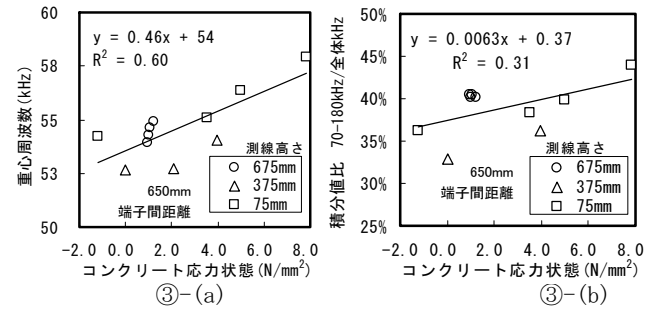 60
58
55
53
50
-2.0 0.0 2.0 4.0 6.0 8.0
重心周波数(kHz)
y = 0.46x + 54
R² = 0.60
測線高さ
675mm
375mm
75mm
650mm
端子間距離
コンクリート応力状態(N/mm²)
③-(a)
50%
45%
40%
35%
30%
25%
-2.0 0.0 2.0 4.0 6.0 8.0
積分値比 70-180kHz/全体kHz
y = 0.0063x + 0.37
R² = 0.31
測線高さ
675mm
375mm
75mm
650mm
端子間距離
コンクリート応力状態(N/mm²)
③-(b)